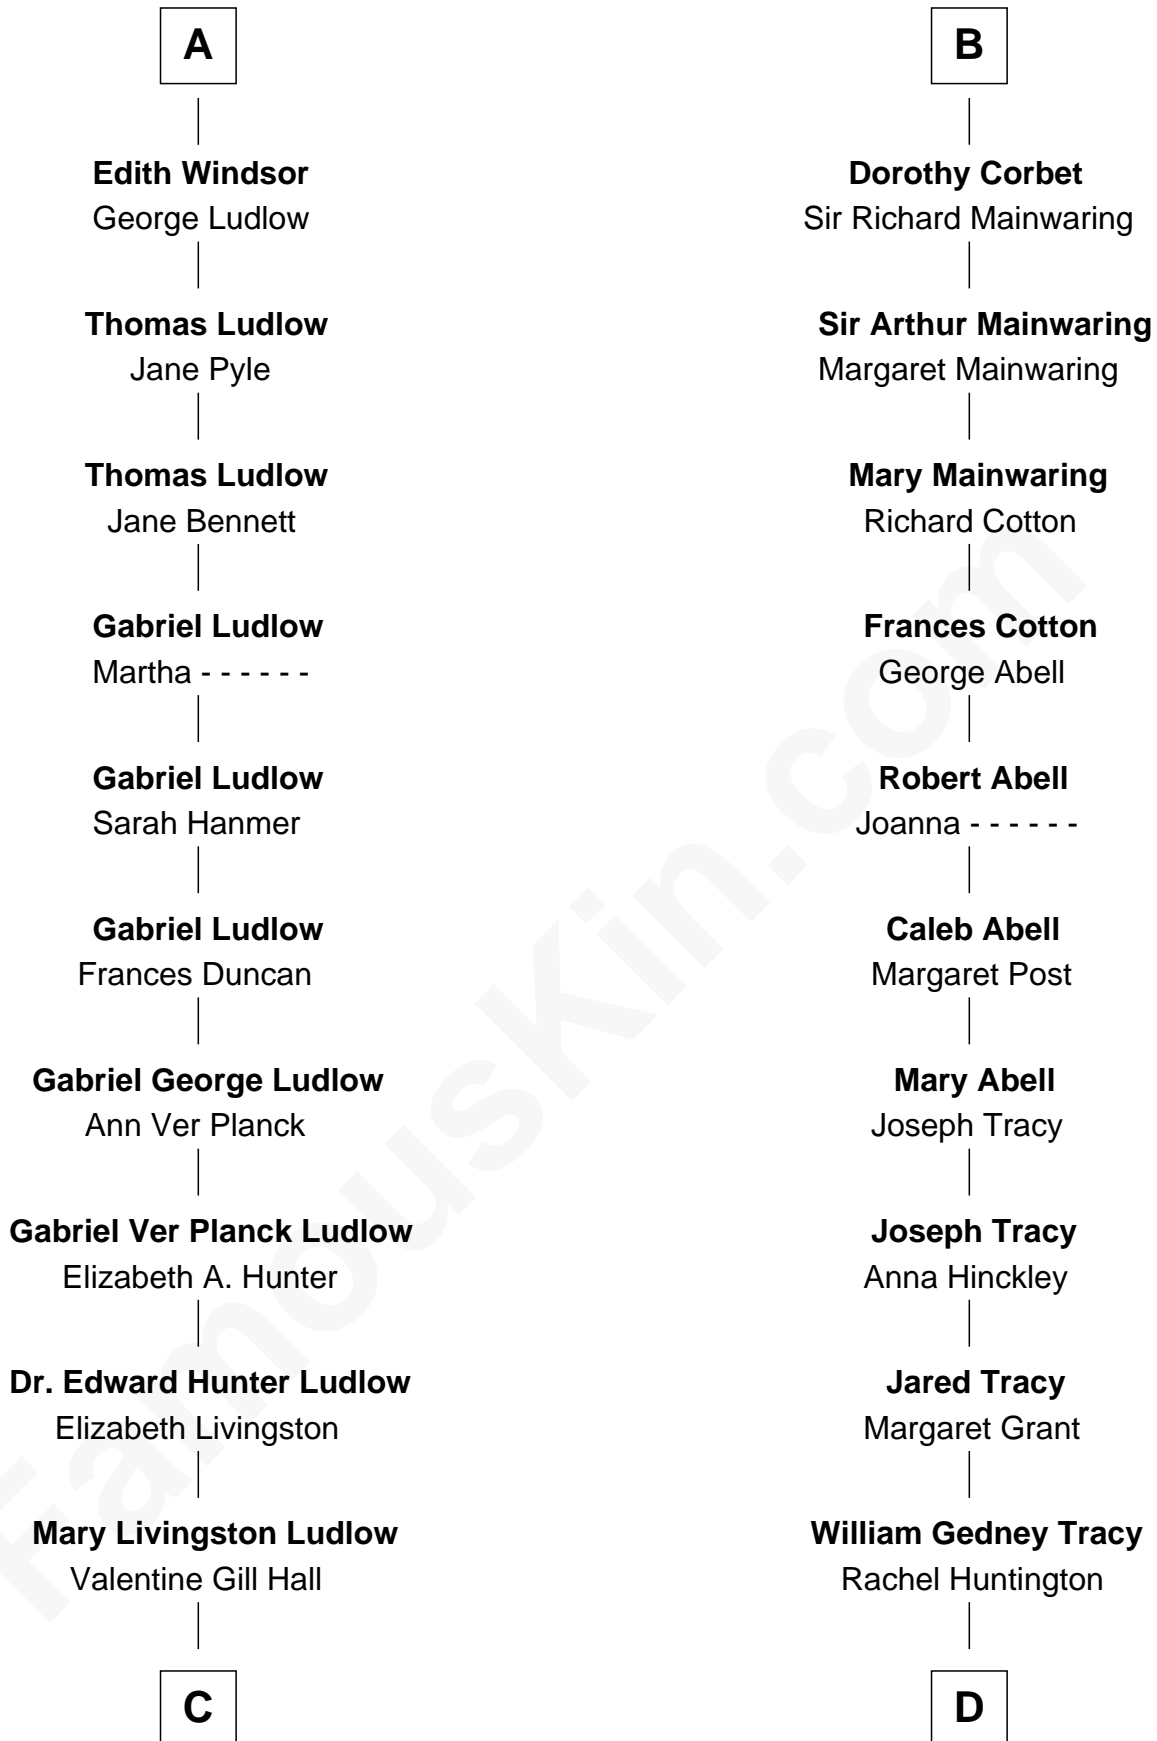 A
Edith Windsor
George Ludlow
Thomas Ludlow
Jane Pyle
Thomas Ludlow
Jane Bennett
Gabriel Ludlow
Martha - - - - - -
Gabriel Ludlow
Sarah Hanmer
Gabriel Ludlow
Frances Duncan
Gabriel George Ludlow
Ann Ver Planck
Gabriel Ver Planck Ludlow
Elizabeth A. Hunter
Dr. Edward Hunter Ludlow
Elizabeth Livingston
Mary Livingston Ludlow
Valentine Gill Hall
C
B
Dorothy Corbet
Sir Richard Mainwaring
Sir Arthur Mainwaring
Margaret Mainwaring
Mary Mainwaring
Richard Cotton
Frances Cotton
George Abell
Robert Abell
Joanna - - - - - -
Caleb Abell
Margaret Post
Mary Abell
Joseph Tracy
Joseph Tracy
Anna Hinckley
Jared Tracy
Margaret Grant
William Gedney Tracy
Rachel Huntington
D
FamousKin.com